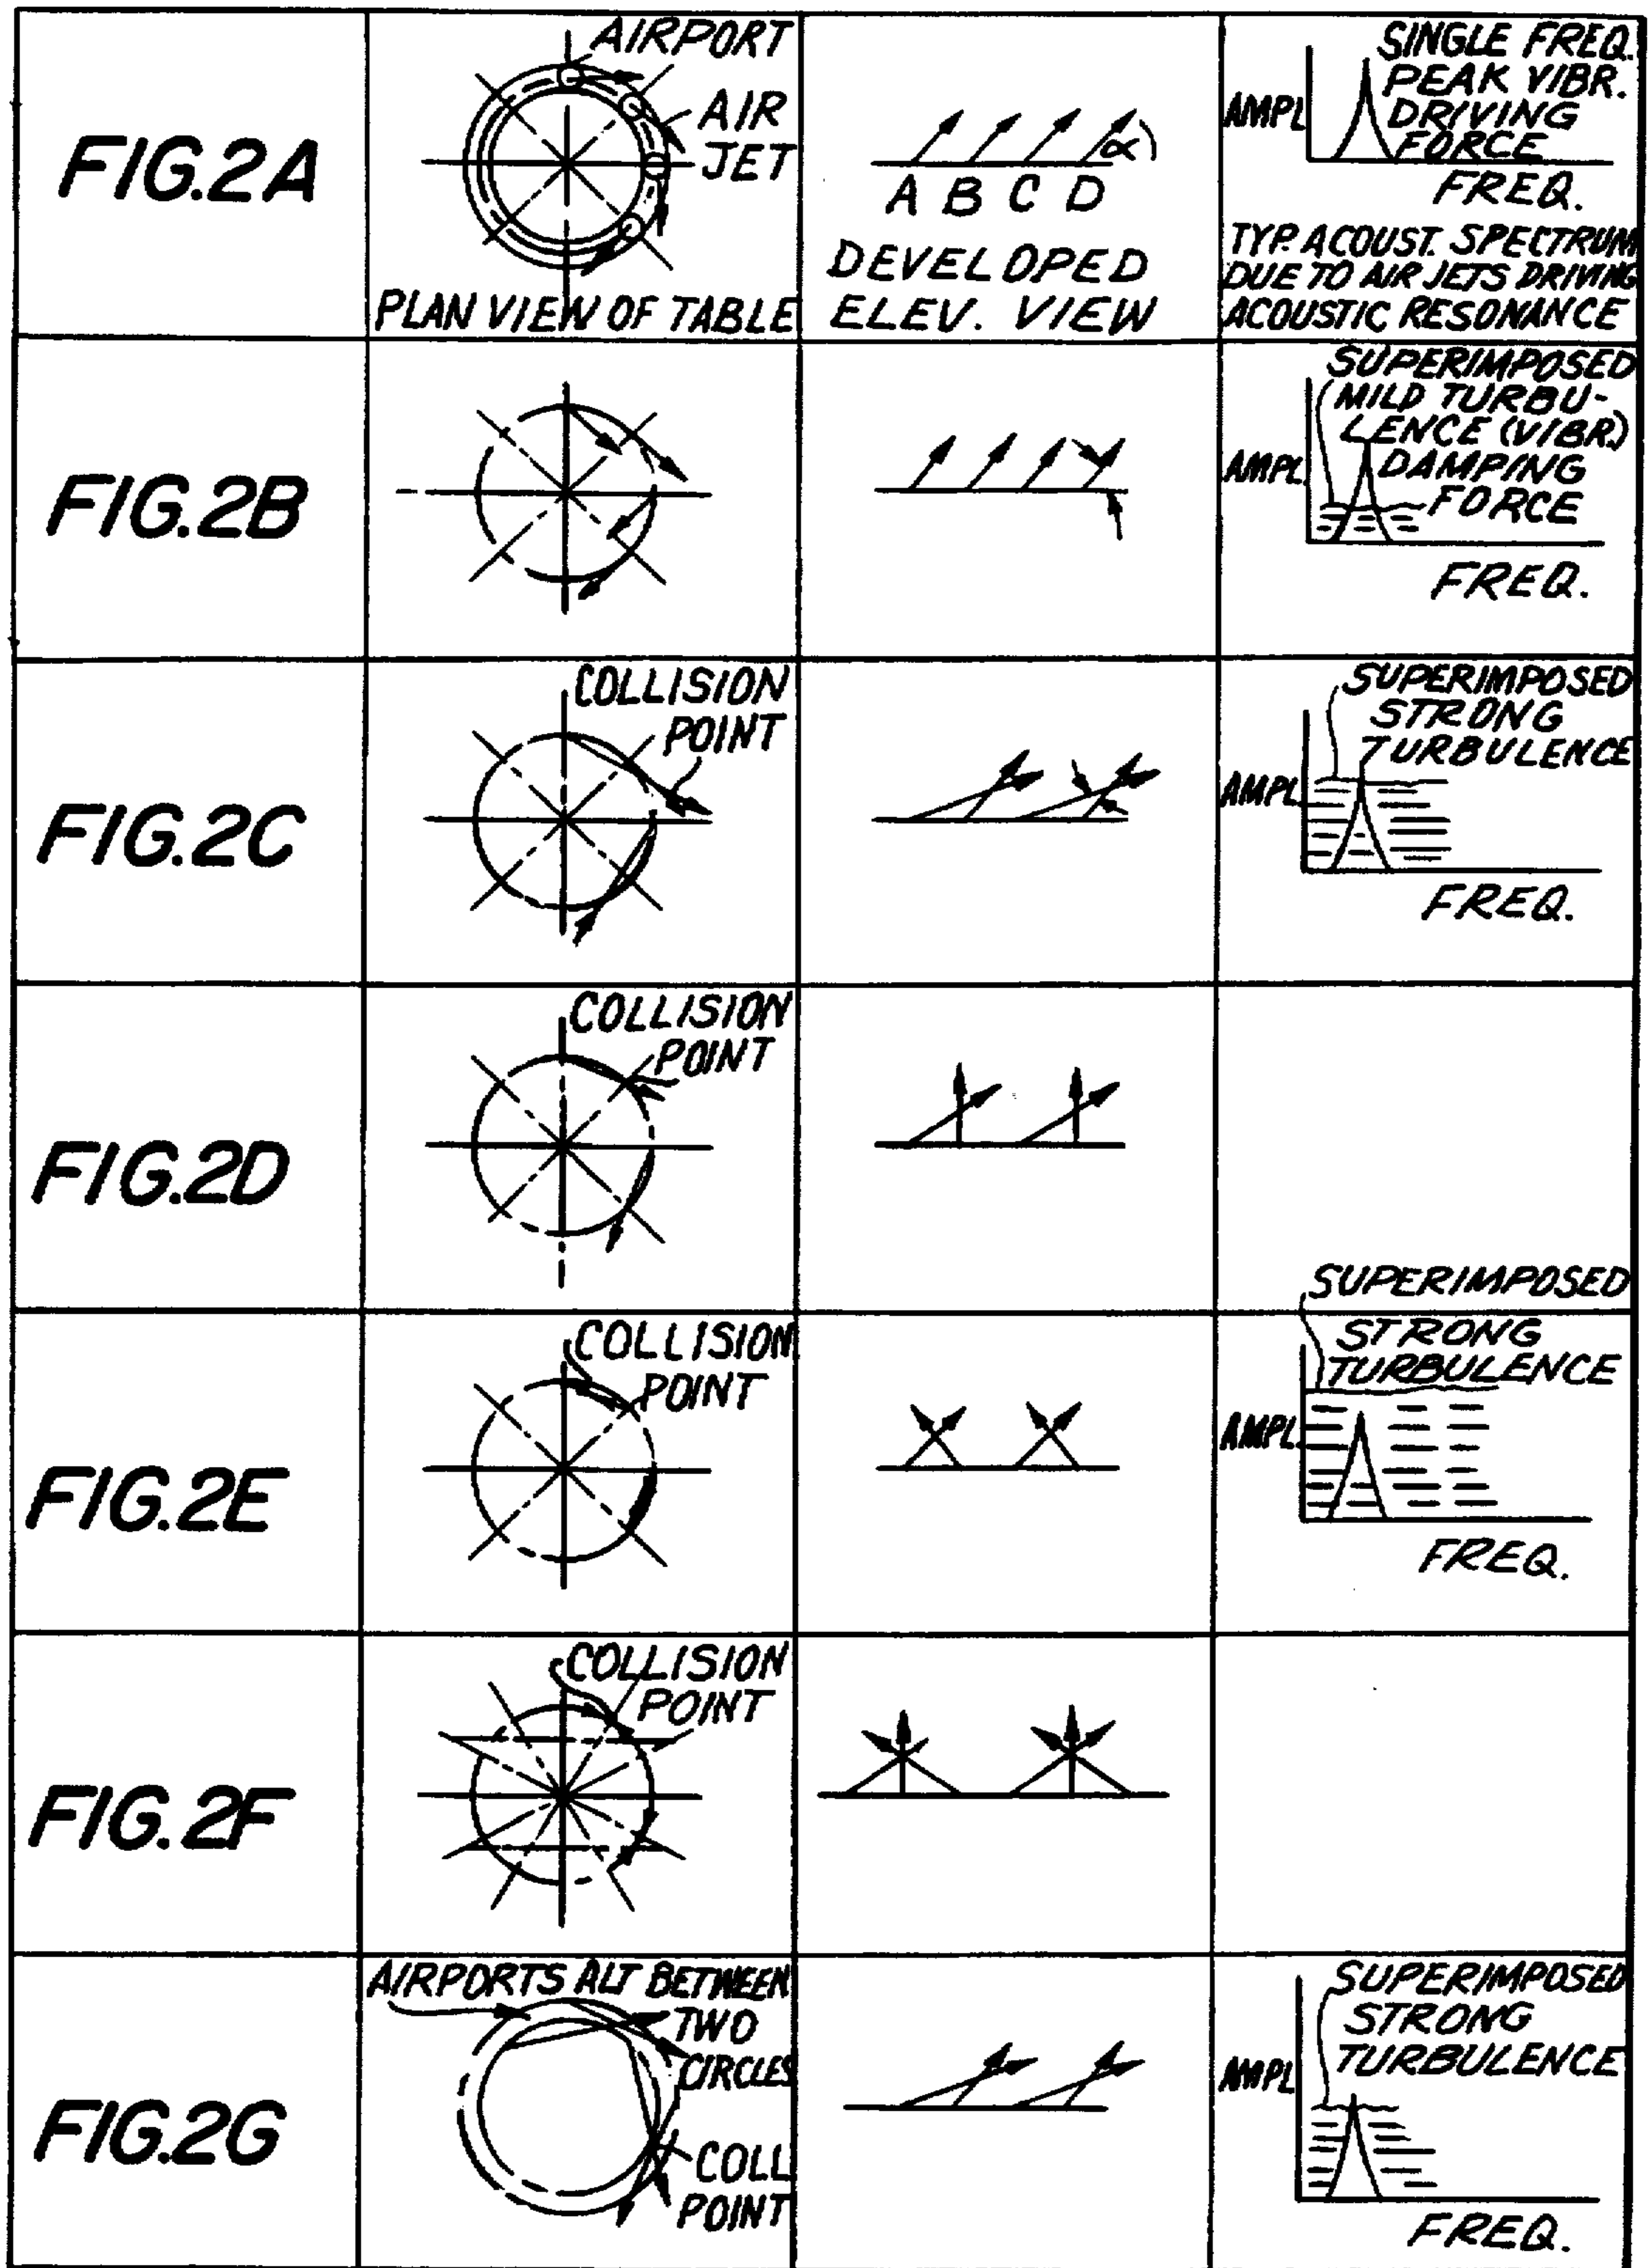 FIG.2A
AIRPORT
AIR
JET
PLAN VIEW OF TABLE
α
A B C D
DEVELOPED
ELEV. VIEW
SINGLE FREQ.
PEAK VIBR.
DRIVING
FORCE
AMPL
FREQ.
TYP. ACOUST. SPECTRUM
DUE TO AIR JETS DRIVING
ACOUSTIC RESONANCE
FIG.2B
SUPERIMPOSED
MILD TURBU-
LENCE (VIBR.)
DAMPING
FORCE
AMPL.
FREQ.
FIG.2C
COLLISION
POINT
SUPERIMPOSED
STRONG
TURBULENCE
AMPL.
FREQ.
FIG.2D
COLLISION
POINT
FIG.2E
COLLISION
POINT
SUPERIMPOSED
STRONG
TURBULENCE
AMPL.
FREQ.
FIG.2F
COLLISION
POINT
FIG.2G
AIRPORTS ALT BETWEEN
TWO
CIRCLES
COLL
POINT
SUPERIMPOSED
STRONG
TURBULENCE
AMPL
FREQ.